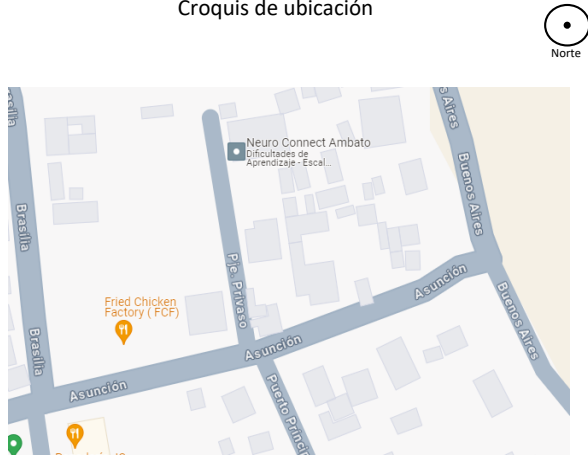 Croquis de ubicación
Norte
Aires
Brasilia
Neuro Connect Ambato
Dificultades de
Aprendizaje - Escal...
Buenos Aires
Brasilia
Pje. Privaso
Asunción
Buenos Aires
Fried Chicken
Factory ( FCF)
Brasilia
Asunción
Asunción